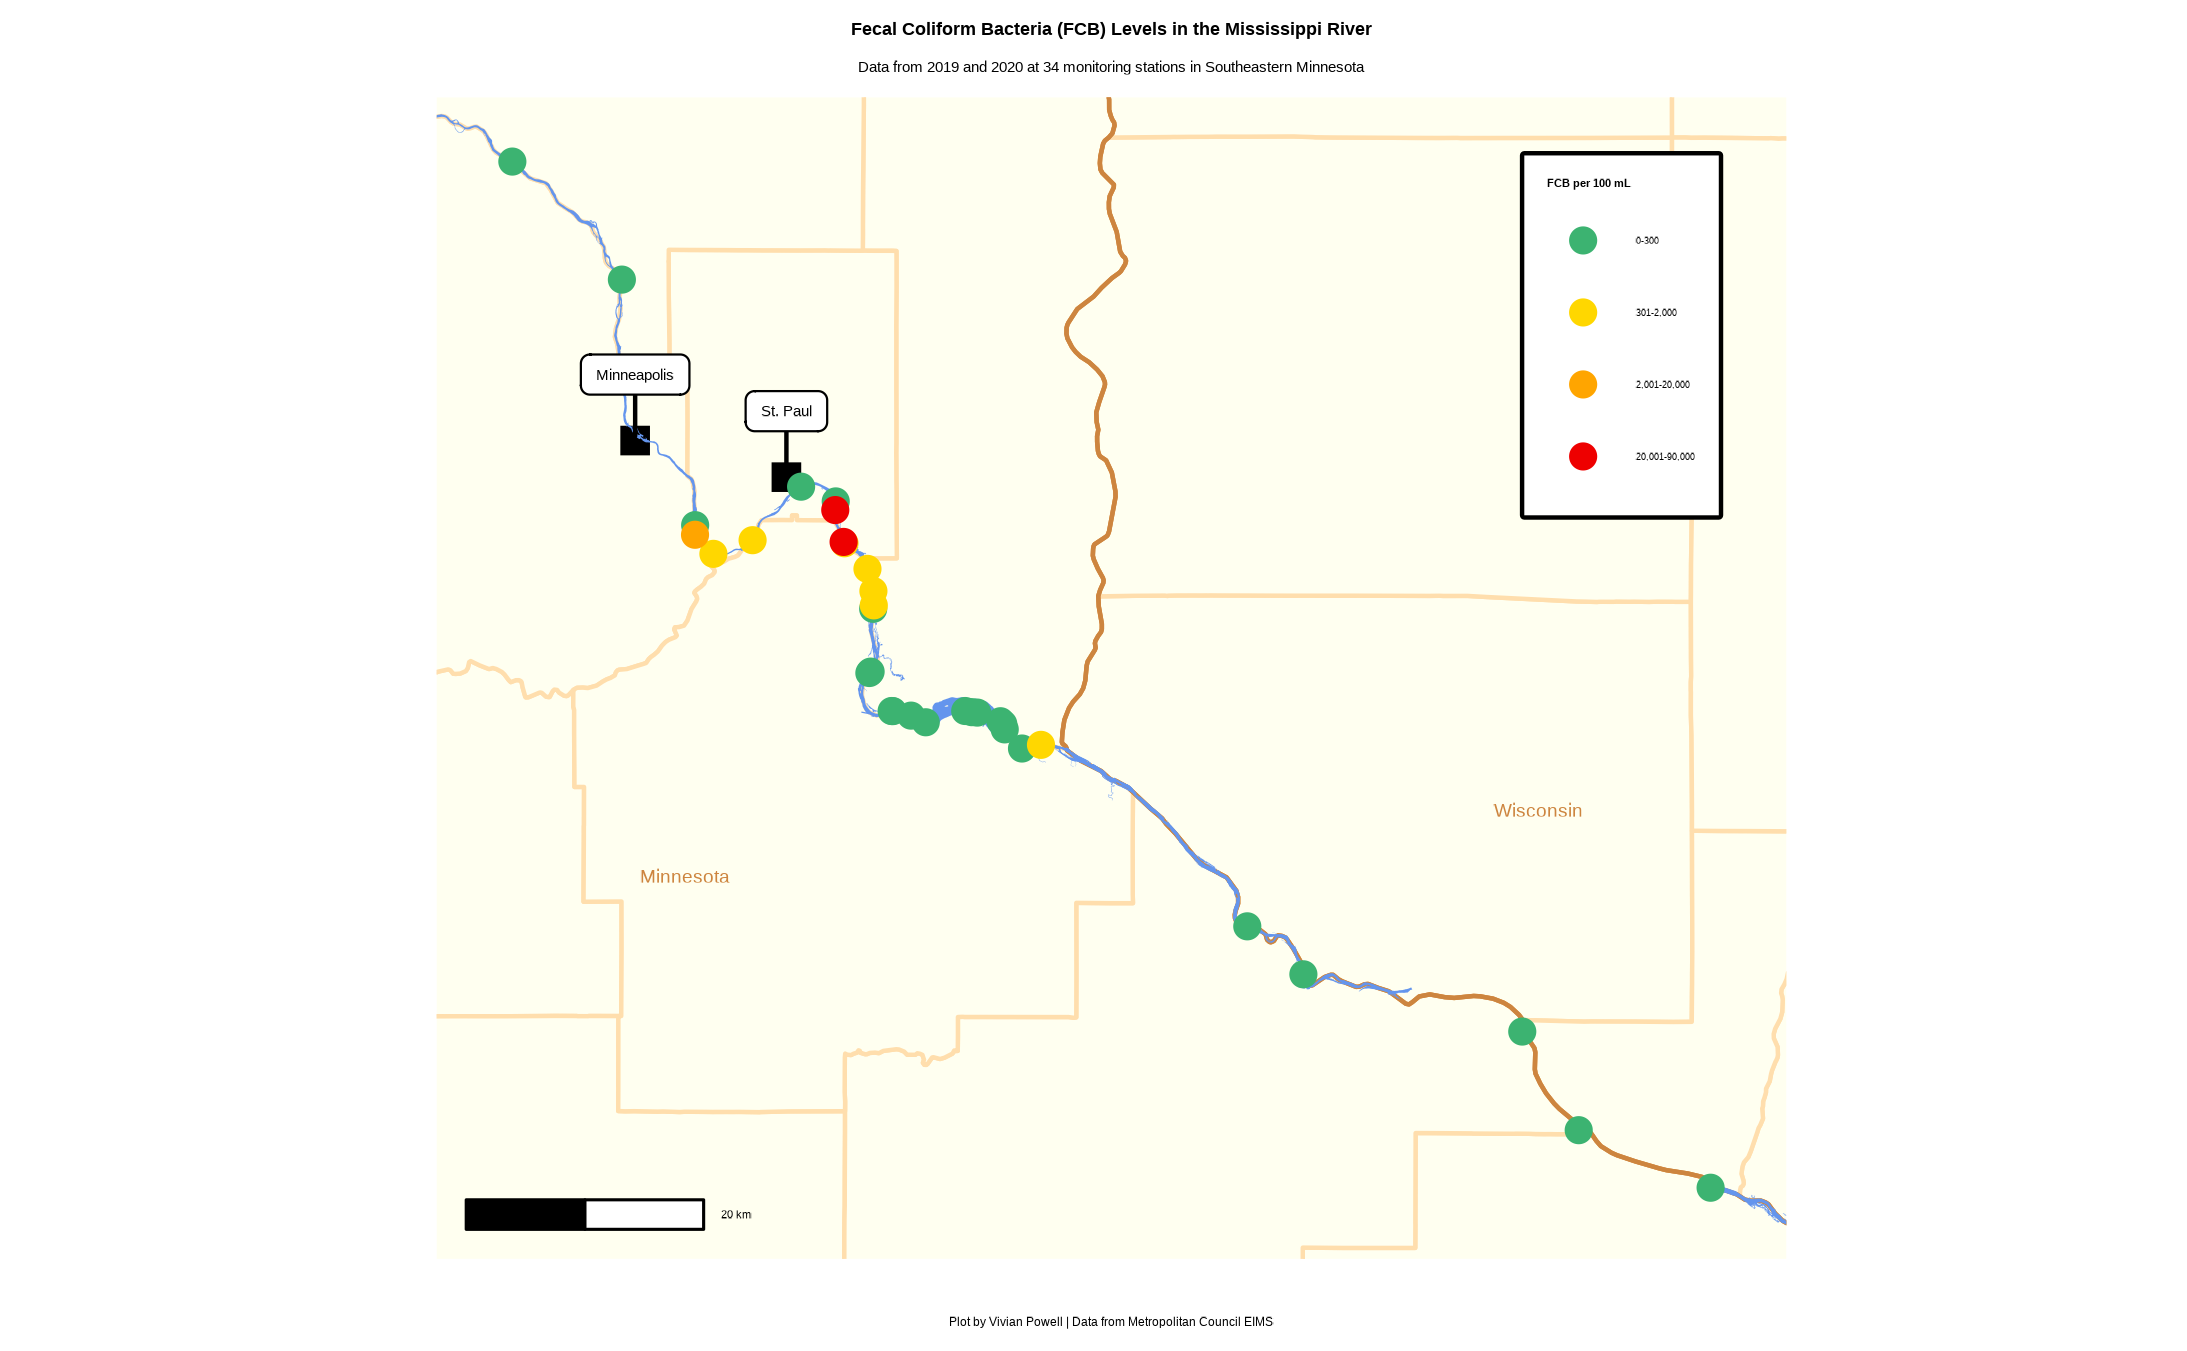 Fecal Coliform Bacteria (FCB) Levels in the Mississippi River
Data from 2019 and 2020 at 34 monitoring stations in Southeastern Minnesota
FCB per 100 mL
0-300
301-2,000
2,001-20,000
20,001-90,000
Minneapolis
St. Paul
Wisconsin
Minnesota
20 km
Plot by Vivian Powell | Data from Metropolitan Council EIMS